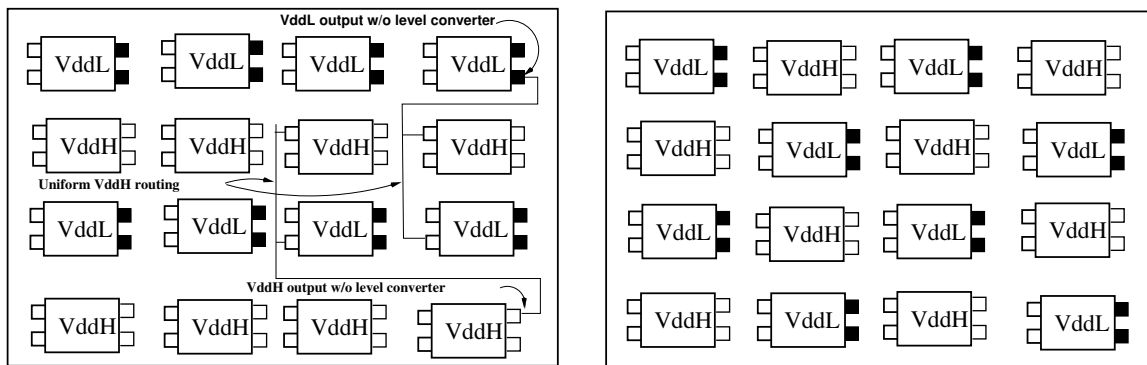 VddL output w/o level converter
VddL VddL VddL VddL
VddH VddH VddH VddH
Uniform VddH routing
VddL VddL VddL VddL
VddH output w/o level converter
VddH VddH VddH VddH
VddL VddH VddL VddH
VddH VddL VddH VddL
VddL VddH VddL VddH
VddH VddL VddH VddL